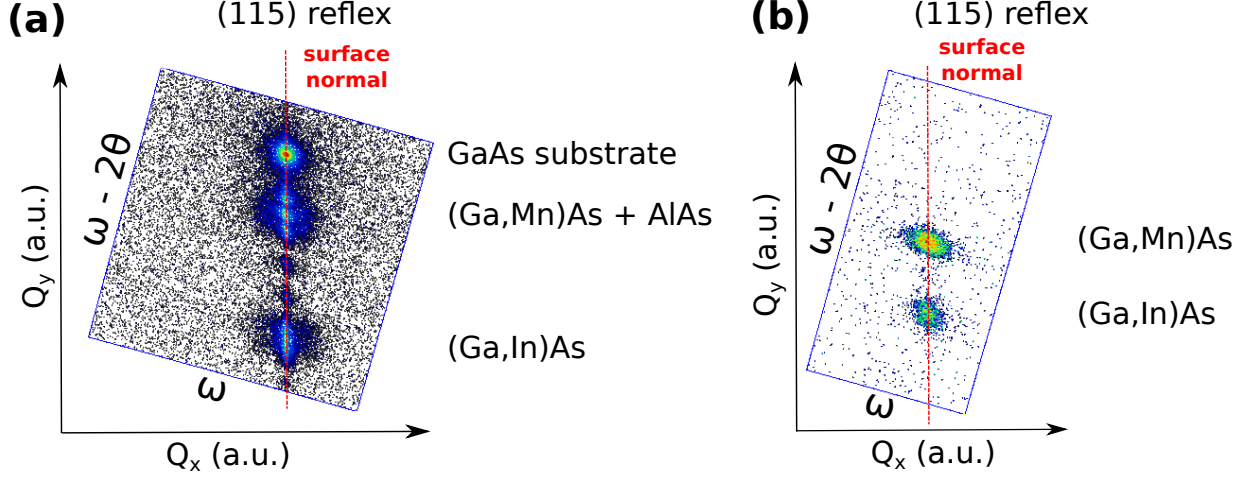 (a)
(115) reflex
surface
normal
GaAs substrate
(Ga,Mn)As + AlAs
(Ga,In)As
ω - 2θ
ω
Qy (a.u.)
Qx (a.u.)
(b)
(115) reflex
surface
normal
(Ga,Mn)As
(Ga,In)As
ω - 2θ
ω
Qy (a.u.)
Qx (a.u.)